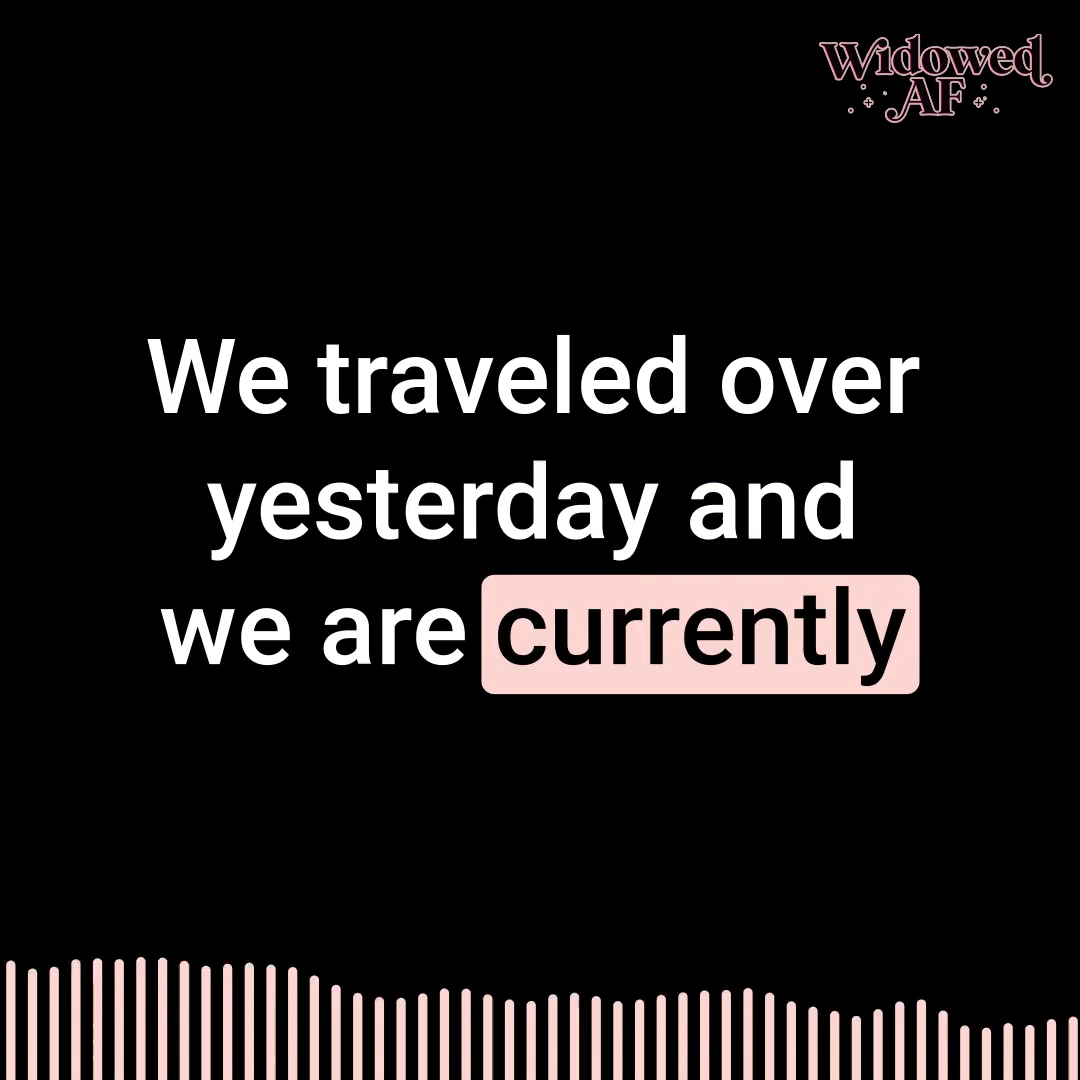 Widowed
AF
We traveled over
yesterday and
we are currently